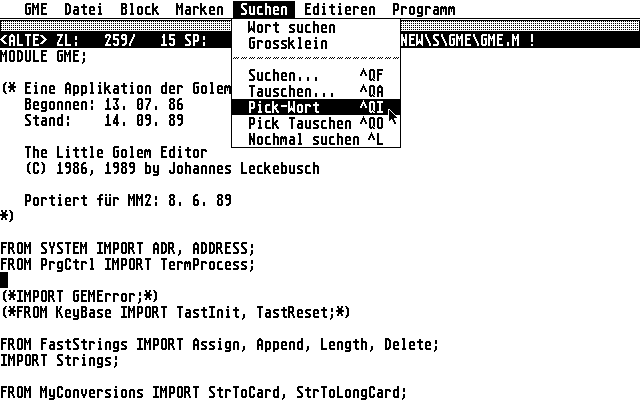 GME Datei Block Marken Suchen Editieren Programm
Wort suchen
Grossklein
<ALTE> ZL: 259/ 15 SP: NEW\S\GME\GME.M !
MODULE GME;
Suchen... ^QF
(* Eine Applikation der Golem
Tauschen... ^QA
Begonnen: 13. 07. 86
Pick-Wort ^QI
Stand: 14. 09. 89
Pick Tauschen ^QO
Nochmal suchen ^L
The Little Golem Editor
(C) 1986, 1989 by Johannes Leckebusch
Portiert für MM2: 8. 6. 89
*)
FROM SYSTEM IMPORT ADR, ADDRESS;
FROM PrgCtrl IMPORT TermProcess;
(*IMPORT GEMError;*)
(*FROM KeyBase IMPORT TastInit, TastReset;*)
FROM FastStrings IMPORT Assign, Append, Length, Delete;
IMPORT Strings;
FROM MyConversions IMPORT StrToCard, StrToLongCard;